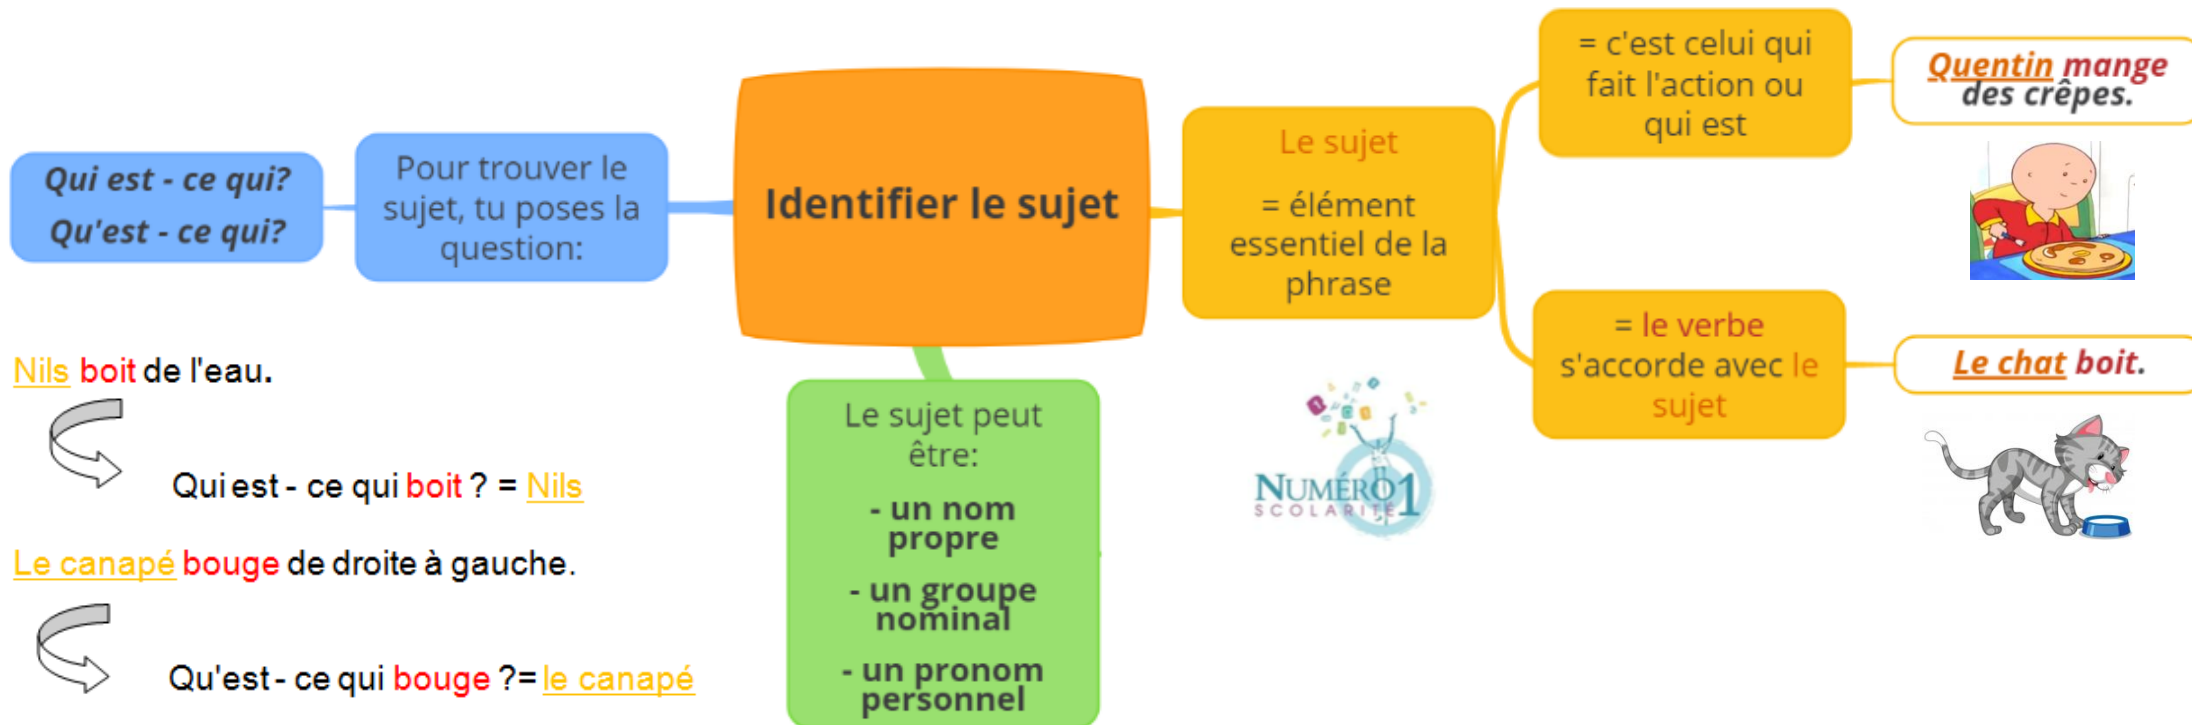 Identifier le sujet
Pour trouver le
sujet, tu poses la
question:
Qui est - ce qui?
Qu'est - ce qui?
Nils boit de l'eau.
Qui est - ce qui boit ? = Nils
Le canapé bouge de droite à gauche.
Qu'est - ce qui bouge ?= le canapé
Le sujet peut
être:
- un nom
propre
- un groupe
nominal
- un pronom
personnel
Le sujet
= élément
essentiel de la
phrase
= c'est celui qui
fait l'action ou
qui est
Quentin mange
des crêpes.
= le verbe
s'accorde avec le
sujet
Le chat boit.
NUMÉRO 1
SCOLARITÉ